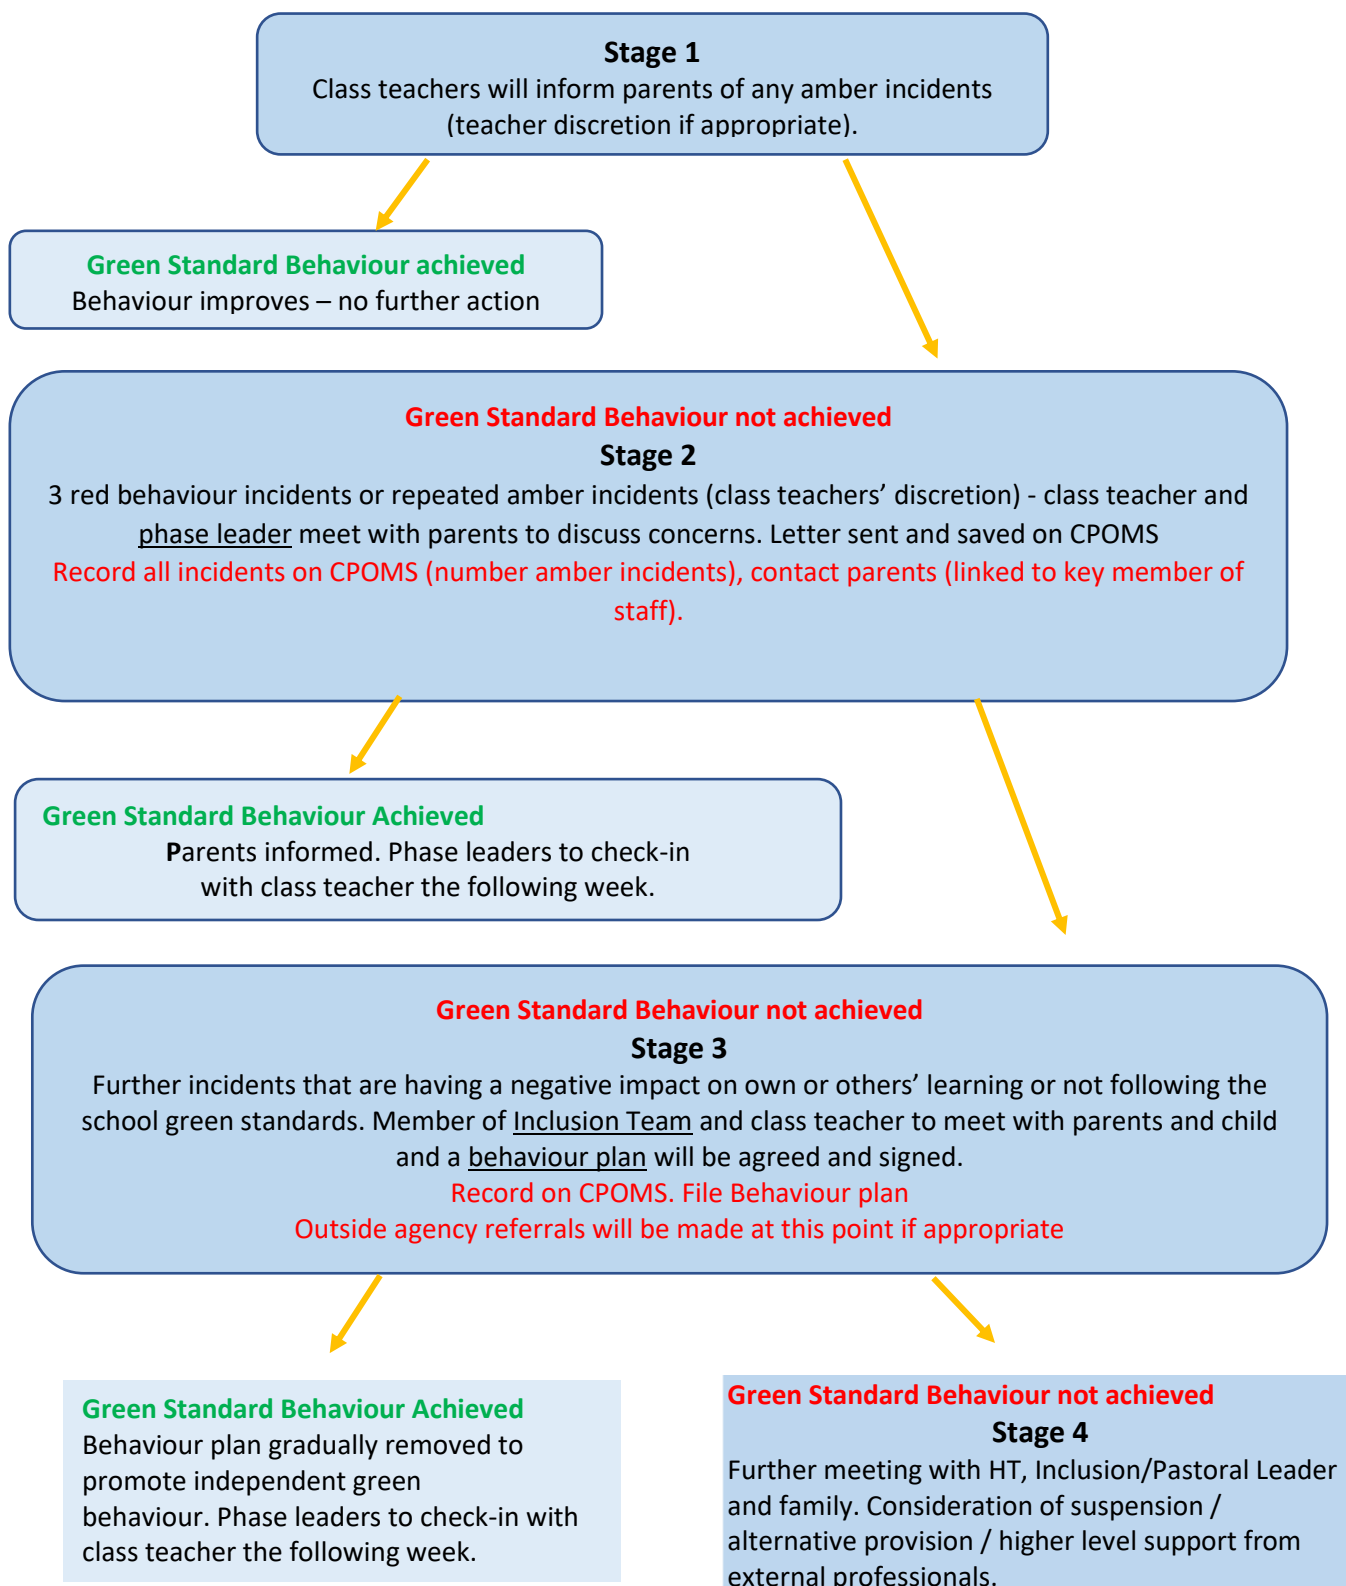 Stage 1
Class teachers will inform parents of any amber incidents
(teacher discretion if appropriate).
Green Standard Behaviour achieved
Behaviour improves – no further action
Green Standard Behaviour not achieved
Stage 2
3 red behaviour incidents or repeated amber incidents (class teachers’ discretion) - class teacher and
phase leader meet with parents to discuss concerns. Letter sent and saved on CPOMS
Record all incidents on CPOMS (number amber incidents), contact parents (linked to key member of
staff).
Green Standard Behaviour Achieved
Parents informed. Phase leaders to check-in
with class teacher the following week.
Green Standard Behaviour not achieved
Stage 3
Further incidents that are having a negative impact on own or others’ learning or not following the
school green standards. Member of Inclusion Team and class teacher to meet with parents and child
and a behaviour plan will be agreed and signed.
Record on CPOMS. File Behaviour plan
Outside agency referrals will be made at this point if appropriate
Green Standard Behaviour Achieved
Behaviour plan gradually removed to
promote independent green
behaviour. Phase leaders to check-in with
class teacher the following week.
Green Standard Behaviour not achieved
Stage 4
Further meeting with HT, Inclusion/Pastoral Leader
and family. Consideration of suspension /
alternative provision / higher level support from
external professionals.